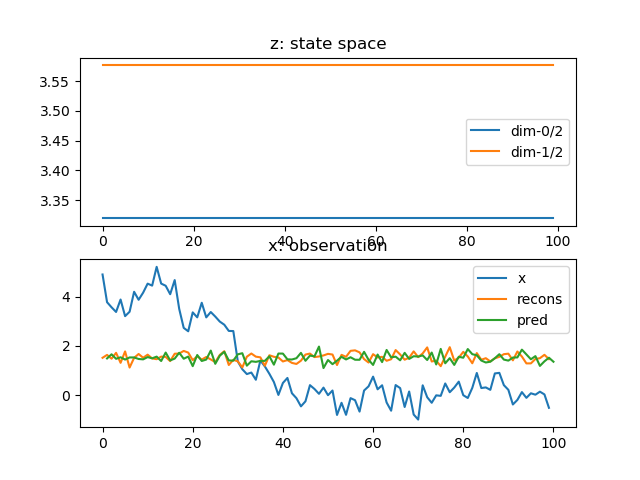 z: state space
3.55
3.50
3.45
3.40
3.35
dim-0/2
dim-1/2
0 20 40 60 80 100
x: observation
4
2
0
x
recons
pred
0 20 40 60 80 100